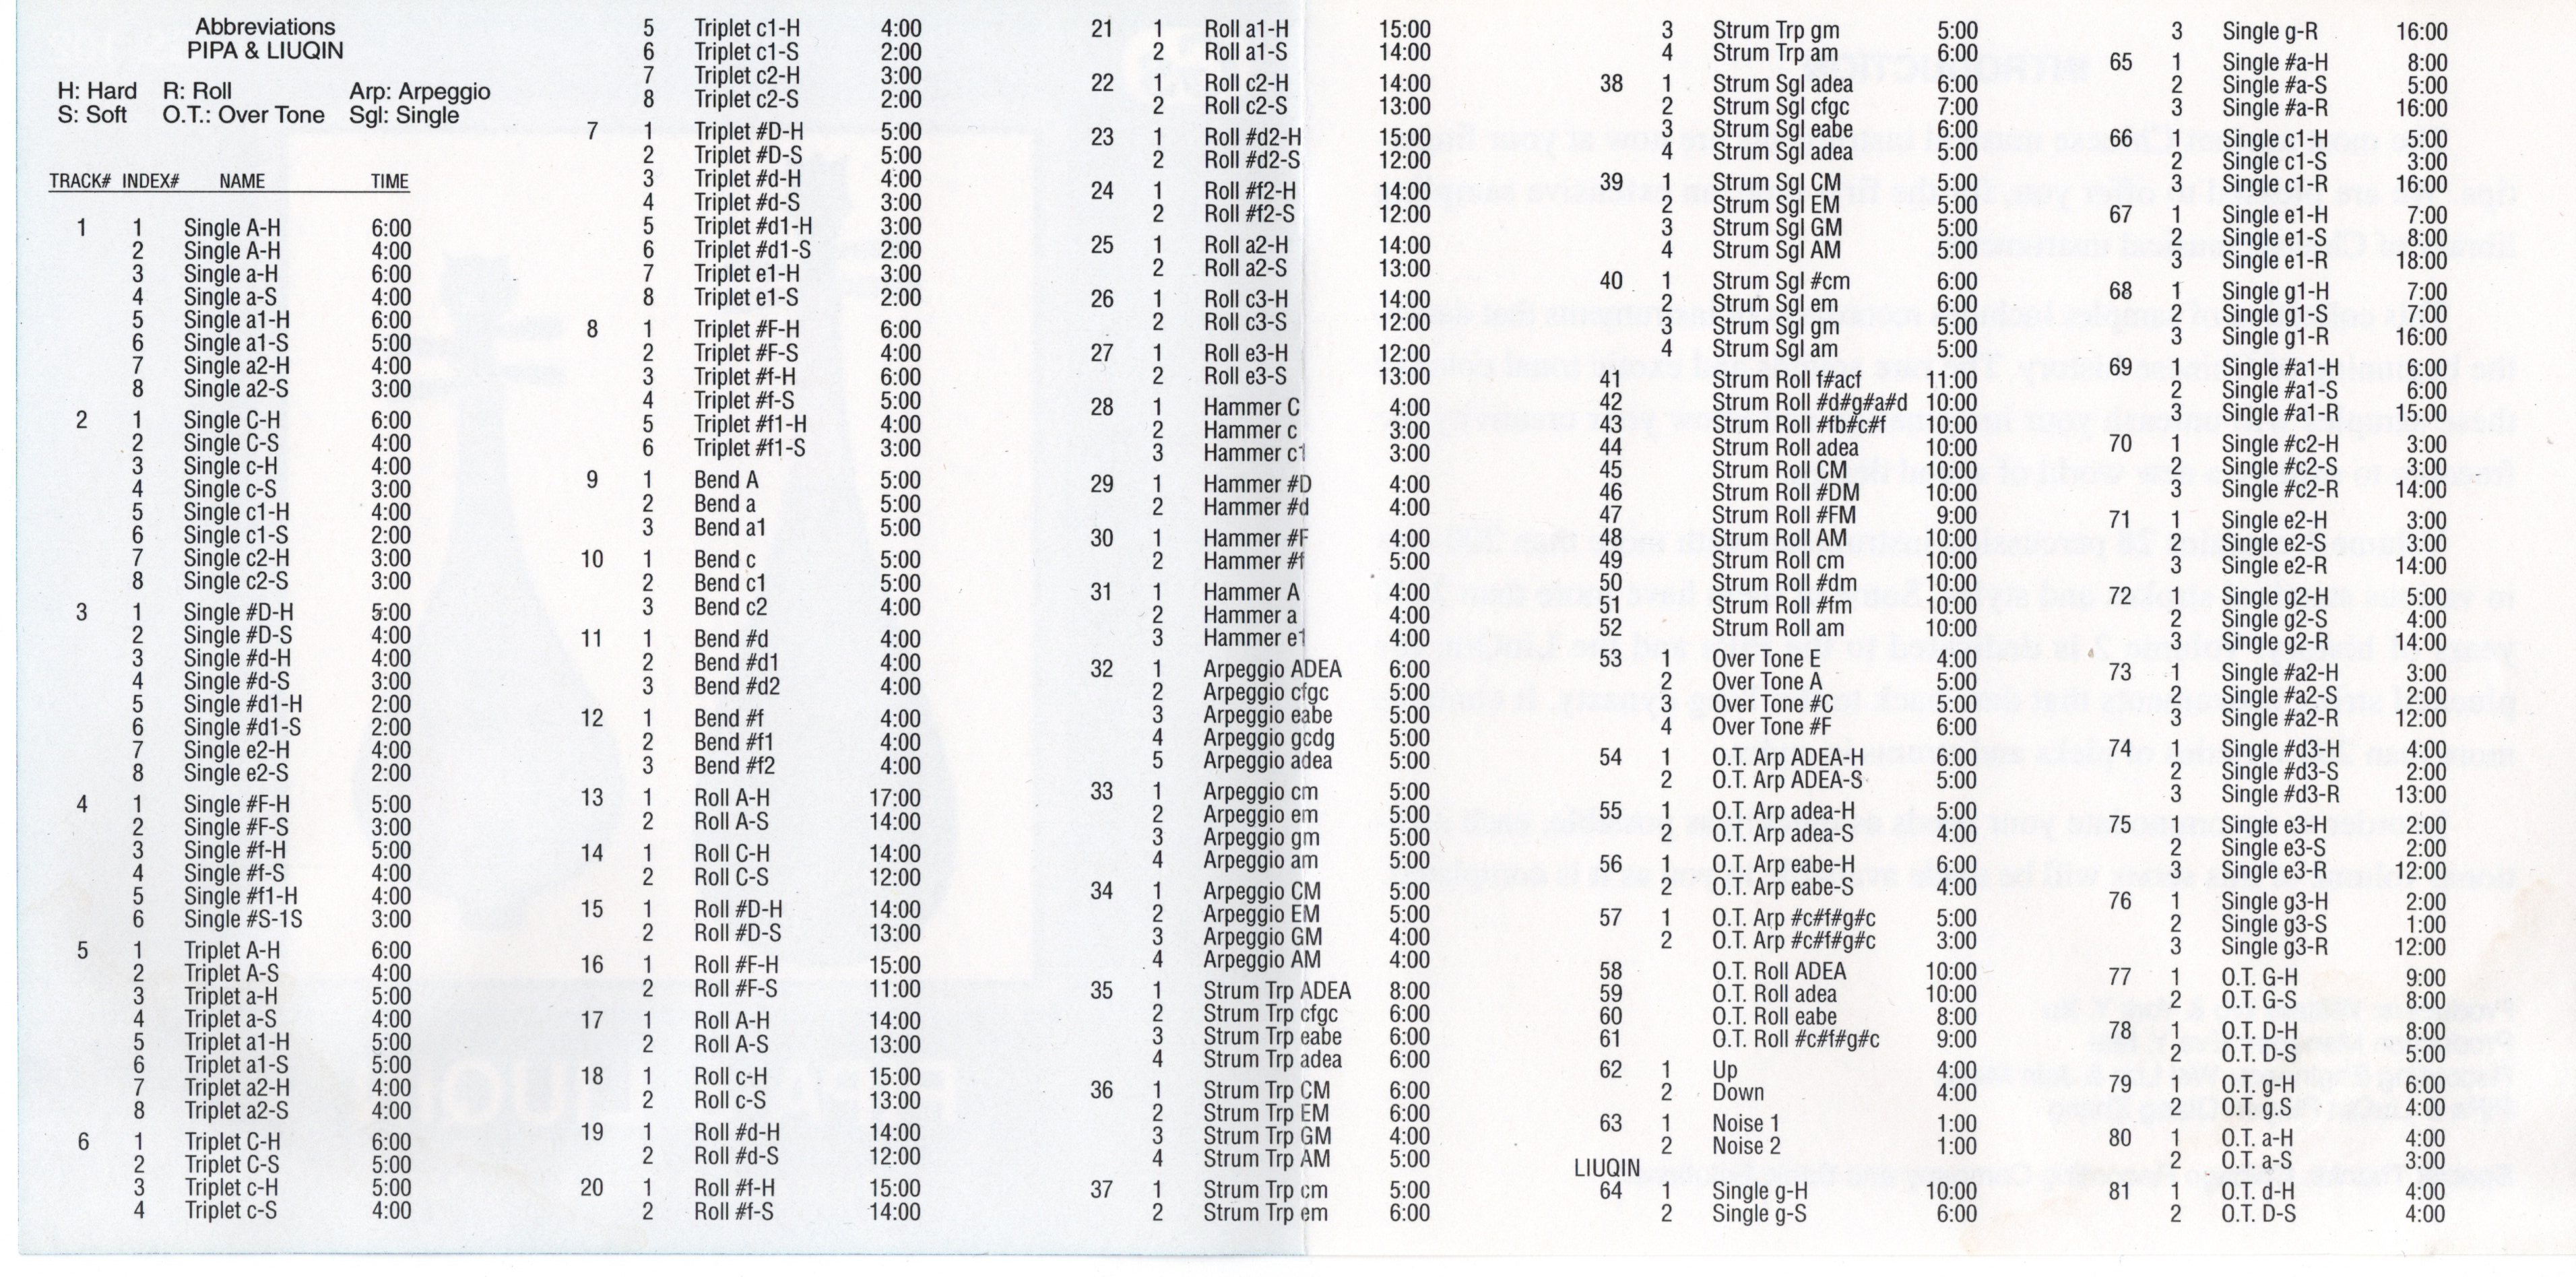 Abbreviations
PIPA & LIUQIN
H: Hard R: Roll Arp: Arpeggio
S: Soft O.T.: Over Tone Sgl: Single
TRACK# INDEX# NAME TIME
1 1 Single A-H 6:00
2 Single A-H 4:00
3 Single a-H 6:00
4 Single a-S 4:00
5 Single a1-H 6:00
6 Single a1-S 5:00
7 Single a2-H 4:00
8 Single a2-S 3:00
2 1 Single C-H 6:00
2 Single C-S 4:00
3 Single c-H 4:00
4 Single c-S 3:00
5 Single c1-H 4:00
6 Single c1-S 2:00
7 Single c2-H 3:00
8 Single c2-S 3:00
3 1 Single #D-H 5:00
2 Single #D-S 4:00
3 Single #d-H 4:00
4 Single #d-S 3:00
5 Single #d1-H 2:00
6 Single #d1-S 2:00
7 Single e2-H 4:00
8 Single e2-S 2:00
4 1 Single #F-H 5:00
2 Single #F-S 3:00
3 Single #f-H 5:00
4 Single #f-S 4:00
5 Single #f1-H 4:00
6 Single #S-1S 3:00
5 1 Triplet A-H 6:00
2 Triplet A-S 4:00
3 Triplet a-H 5:00
4 Triplet a-S 4:00
5 Triplet a1-H 5:00
6 Triplet a1-S 5:00
7 Triplet a2-H 4:00
8 Triplet a2-S 4:00
6 1 Triplet C-H 6:00
2 Triplet C-S 5:00
3 Triplet c-H 5:00
4 Triplet c-S 4:00
5 Triplet c1-H 4:00
6 Triplet c1-S 2:00
7 Triplet c2-H 3:00
8 Triplet c2-S 2:00
7 1 Triplet #D-H 5:00
2 Triplet #D-S 5:00
3 Triplet #d-H 4:00
4 Triplet #d-S 3:00
5 Triplet #d1-H 3:00
6 Triplet #d1-S 2:00
7 Triplet e1-H 3:00
8 Triplet e1-S 2:00
8 1 Triplet #F-H 6:00
2 Triplet #F-S 4:00
3 Triplet #f-H 6:00
4 Triplet #f-S 5:00
5 Triplet #f1-H 4:00
6 Triplet #f1-S 3:00
9 1 Bend A 5:00
2 Bend a 5:00
3 Bend a1 5:00
10 1 Bend c 5:00
2 Bend c1 5:00
3 Bend c2 4:00
11 1 Bend #d 4:00
2 Bend #d1 4:00
3 Bend #d2 4:00
12 1 Bend #f 4:00
2 Bend #f1 4:00
3 Bend #f2 4:00
13 1 Roll A-H 17:00
2 Roll A-S 14:00
14 1 Roll C-H 14:00
2 Roll C-S 12:00
15 1 Roll #D-H 14:00
2 Roll #D-S 13:00
16 1 Roll #F-H 15:00
2 Roll #F-S 11:00
17 1 Roll A-H 14:00
2 Roll A-S 13:00
18 1 Roll c-H 15:00
2 Roll c-S 13:00
19 1 Roll #d-H 14:00
2 Roll #d-S 12:00
20 1 Roll #f-H 15:00
2 Roll #f-S 14:00
21 1 Roll a1-H 15:00
2 Roll a1-S 14:00
22 1 Roll c2-H 14:00
2 Roll c2-S 13:00
23 1 Roll #d2-H 15:00
2 Roll #d2-S 12:00
24 1 Roll #f2-H 14:00
2 Roll #f2-S 12:00
25 1 Roll a2-H 14:00
2 Roll a2-S 13:00
26 1 Roll c3-H 14:00
2 Roll c3-S 12:00
27 1 Roll e3-H 12:00
2 Roll e3-S 13:00
28 1 Hammer C 4:00
2 Hammer c 3:00
3 Hammer c1 3:00
29 1 Hammer #D 4:00
2 Hammer #d 4:00
30 1 Hammer #F 4:00
2 Hammer #f 5:00
31 1 Hammer A 4:00
2 Hammer a 4:00
3 Hammer e1 4:00
32 1 Arpeggio ADEA 6:00
2 Arpeggio cfgc 5:00
3 Arpeggio eabe 5:00
4 Arpeggio gcdg 5:00
5 Arpeggio adea 5:00
33 1 Arpeggio cm 5:00
2 Arpeggio em 5:00
3 Arpeggio gm 5:00
4 Arpeggio am 5:00
34 1 Arpeggio CM 5:00
2 Arpeggio EM 5:00
3 Arpeggio GM 4:00
4 Arpeggio AM 4:00
35 1 Strum Trp ADEA 8:00
2 Strum Trp cfgc 6:00
3 Strum Trp eabe 6:00
4 Strum Trp adea 6:00
36 1 Strum Trp CM 6:00
2 Strum Trp EM 6:00
3 Strum Trp GM 4:00
4 Strum Trp AM 5:00
37 1 Strum Trp cm 5:00
2 Strum Trp em 6:00
3 Strum Trp gm 5:00
4 Strum Trp am 6:00
38 1 Strum Sgl adea 6:00
2 Strum Sgl cfgc 7:00
3 Strum Sgl eabe 6:00
4 Strum Sgl adea 5:00
39 1 Strum Sgl CM 5:00
2 Strum Sgl EM 5:00
3 Strum Sgl GM 5:00
4 Strum Sgl AM 5:00
40 1 Strum Sgl #cm 6:00
2 Strum Sgl em 6:00
3 Strum Sgl gm 5:00
4 Strum Sgl am 5:00
41 Strum Roll f#acf 11:00
42 Strum Roll #d#g#a#d 10:00
43 Strum Roll #fb#c#f 10:00
44 Strum Roll adea 10:00
45 Strum Roll CM 10:00
46 Strum Roll #DM 10:00
47 Strum Roll #FM 9:00
48 Strum Roll AM 10:00
49 Strum Roll cm 10:00
50 Strum Roll #dm 10:00
51 Strum Roll #fm 10:00
52 Strum Roll am 10:00
53 1 Over Tone E 4:00
2 Over Tone A 5:00
3 Over Tone #C 5:00
4 Over Tone #F 6:00
54 1 O.T. Arp ADEA-H 6:00
2 O.T. Arp ADEA-S 5:00
55 1 O.T. Arp adea-H 5:00
2 O.T. Arp adea-S 4:00
56 1 O.T. Arp eabe-H 6:00
2 O.T. Arp eabe-S 4:00
57 1 O.T. Arp #c#f#g#c 5:00
2 O.T. Arp #c#f#g#c 3:00
58 O.T. Roll ADEA 10:00
59 O.T. Roll adea 10:00
60 O.T. Roll eabe 8:00
61 O.T. Roll #c#f#g#c 9:00
62 1 Up 4:00
2 Down 4:00
63 1 Noise 1 1:00
2 Noise 2 1:00
LIUQIN
64 1 Single g-H 10:00
2 Single g-S 6:00
3 Single g-R 16:00
65 1 Single #a-H 8:00
2 Single #a-S 5:00
3 Single #a-R 16:00
66 1 Single c1-H 5:00
2 Single c1-S 3:00
3 Single c1-R 16:00
67 1 Single e1-H 7:00
2 Single e1-S 8:00
3 Single e1-R 18:00
68 1 Single g1-H 7:00
2 Single g1-S 7:00
3 Single g1-R 16:00
69 1 Single #a1-H 6:00
2 Single #a1-S 6:00
3 Single #a1-R 15:00
70 1 Single #c2-H 3:00
2 Single #c2-S 3:00
3 Single #c2-R 14:00
71 1 Single e2-H 3:00
2 Single e2-S 3:00
3 Single e2-R 14:00
72 1 Single g2-H 5:00
2 Single g2-S 4:00
3 Single g2-R 14:00
73 1 Single #a2-H 3:00
2 Single #a2-S 2:00
3 Single #a2-R 12:00
74 1 Single #d3-H 4:00
2 Single #d3-S 2:00
3 Single #d3-R 13:00
75 1 Single e3-H 2:00
2 Single e3-S 2:00
3 Single e3-R 12:00
76 1 Single g3-H 2:00
2 Single g3-S 1:00
3 Single g3-R 12:00
77 1 O.T. G-H 9:00
2 O.T. G-S 8:00
78 1 O.T. D-H 8:00
2 O.T. D-S 5:00
79 1 O.T. g-H 6:00
2 O.T. g.S 4:00
80 1 O.T. a-H 4:00
2 O.T. a-S 3:00
81 1 O.T. d-H 4:00
2 O.T. D-S 4:00